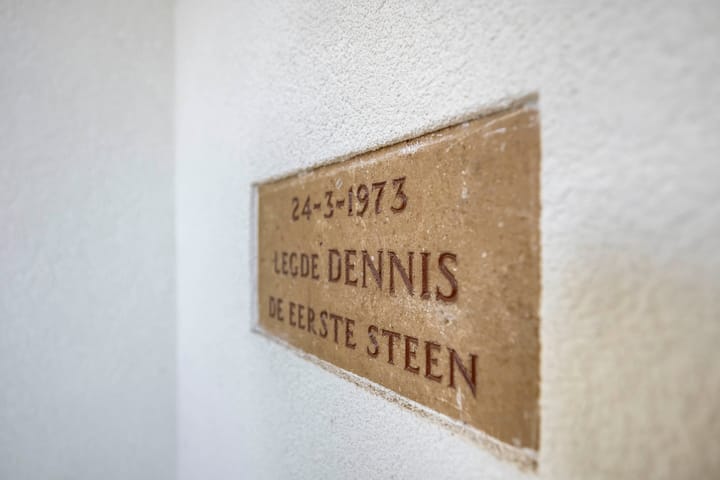 24-3-1973
LEGDE DENNIS
DE EERSTE STEEN